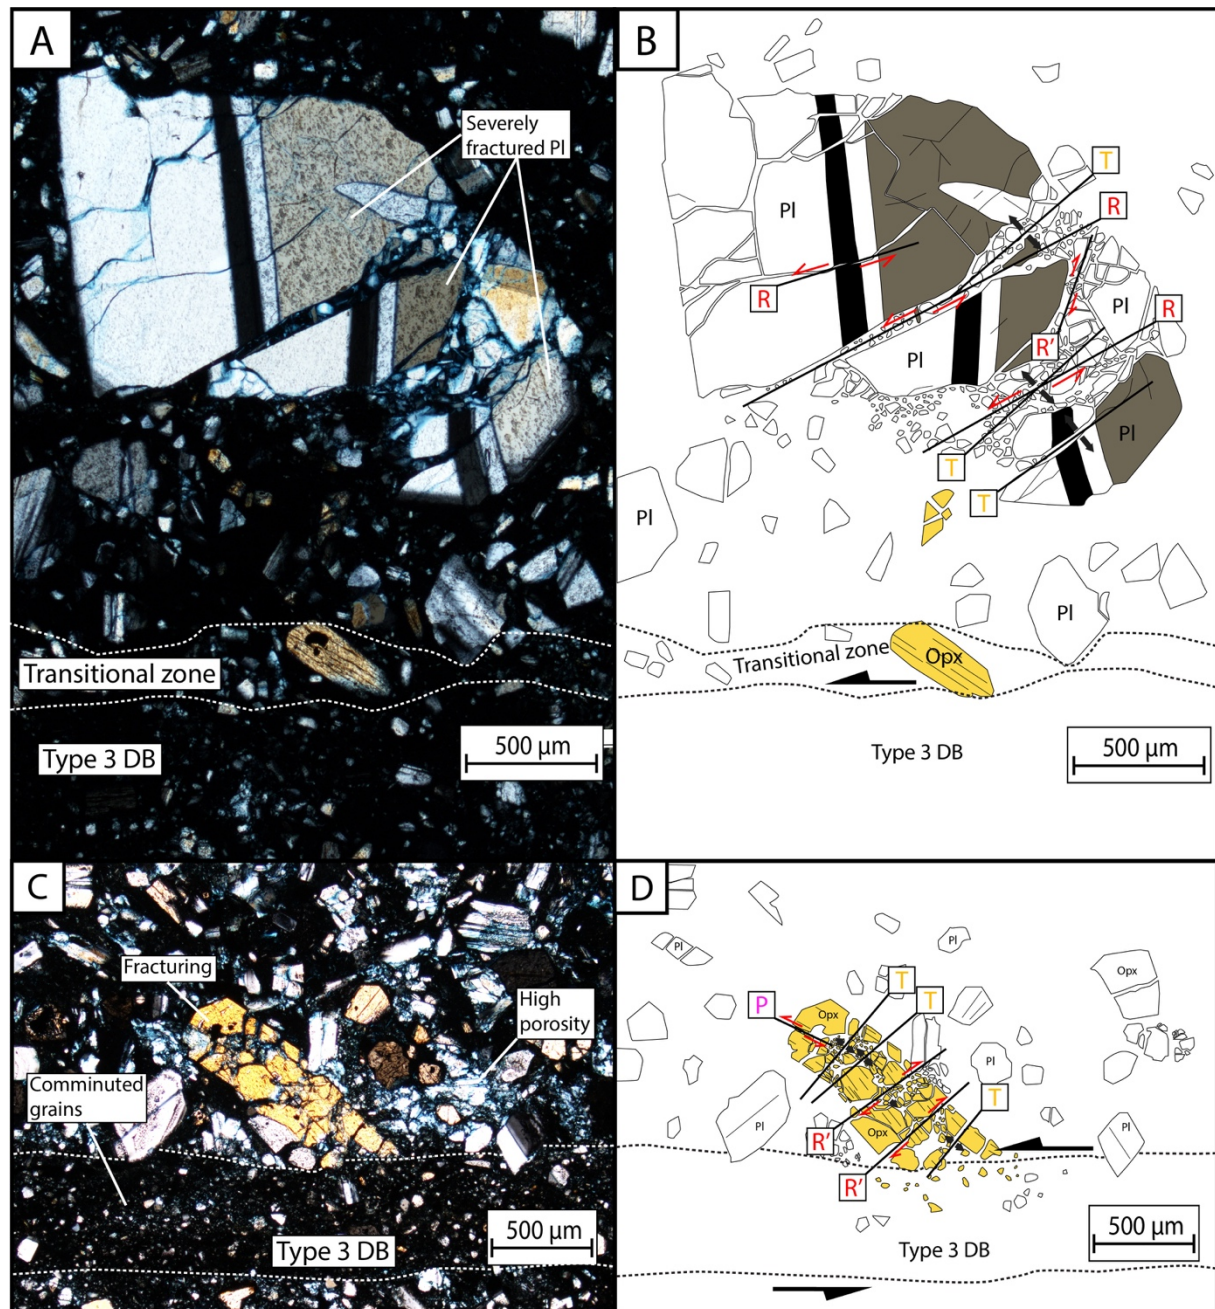 A
Severely
fractured Pl
Transitional zone
500 µm
Type 3 DB
B
T
Pl
R
R
R
Pl
Pl
R'
Pl
T
T
Pl
Pl
Opx
Transitional zone
500 µm
Type 3 DB
C
Fracturing
High
porosity
Comminuted
grains
500 µm
Type 3 DB
D
Pl
Pl
T
Opx
P
T
Opx
Pl
T
Pl
Opx
Pl
R'
R'
500 µm
Type 3 DB